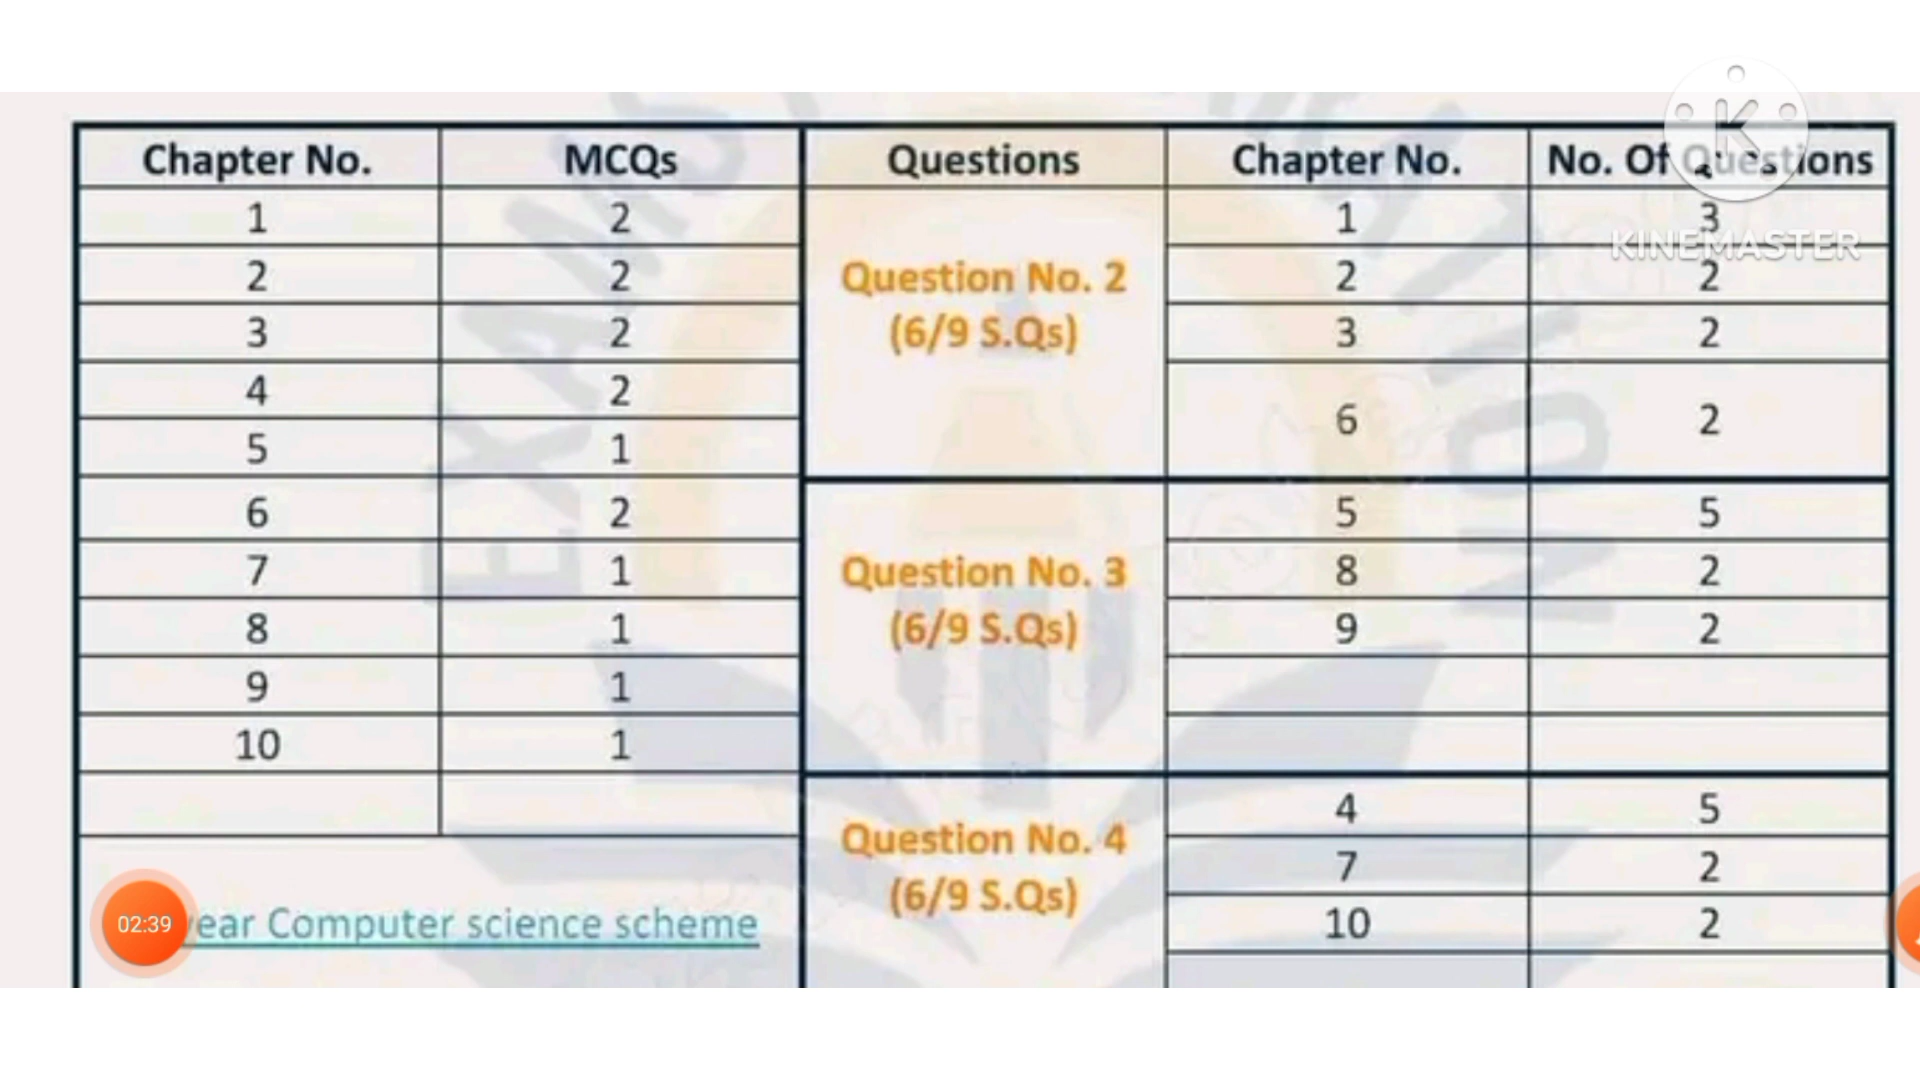 Chapter No. MCQs Questions Chapter No. No. Of Questions
1 2 Question No. 2 (6/9 S.Qs) 1 3
2 2 2 2
3 2 3 2
4 2 6 2
5 1
6 2 Question No. 3 (6/9 S.Qs) 5 5
7 1 8 2
8 1 9 2
9 1
10 1
Question No. 4 (6/9 S.Qs) 4 5
7 2
year Computer science scheme 10 2
02:39
K
KINEMASTER
EXAMS